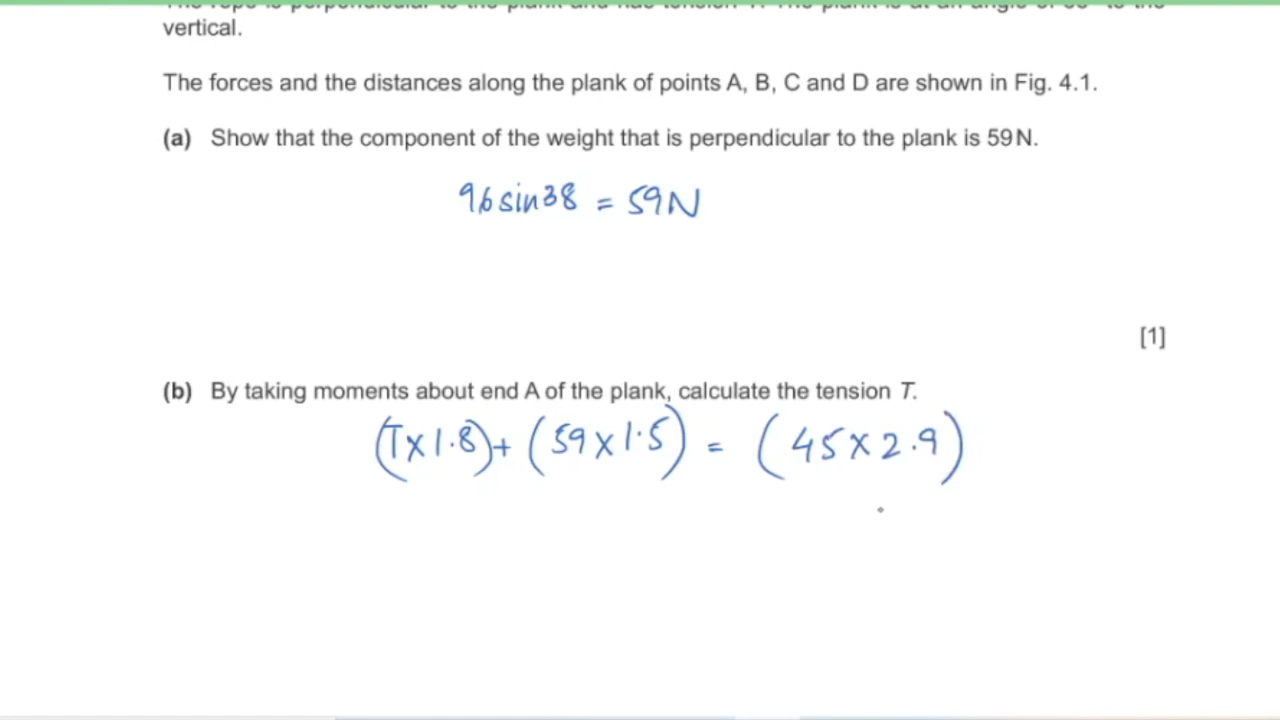 vertical.
The forces and the distances along the plank of points A, B, C and D are shown in Fig. 4.1.
(a) Show that the component of the weight that is perpendicular to the plank is 59 N.
96 sin 38 = 59 N
[1]
(b) By taking moments about end A of the plank, calculate the tension T.
(T × 1.8) + (59 × 1.5) = (45 × 2.9)